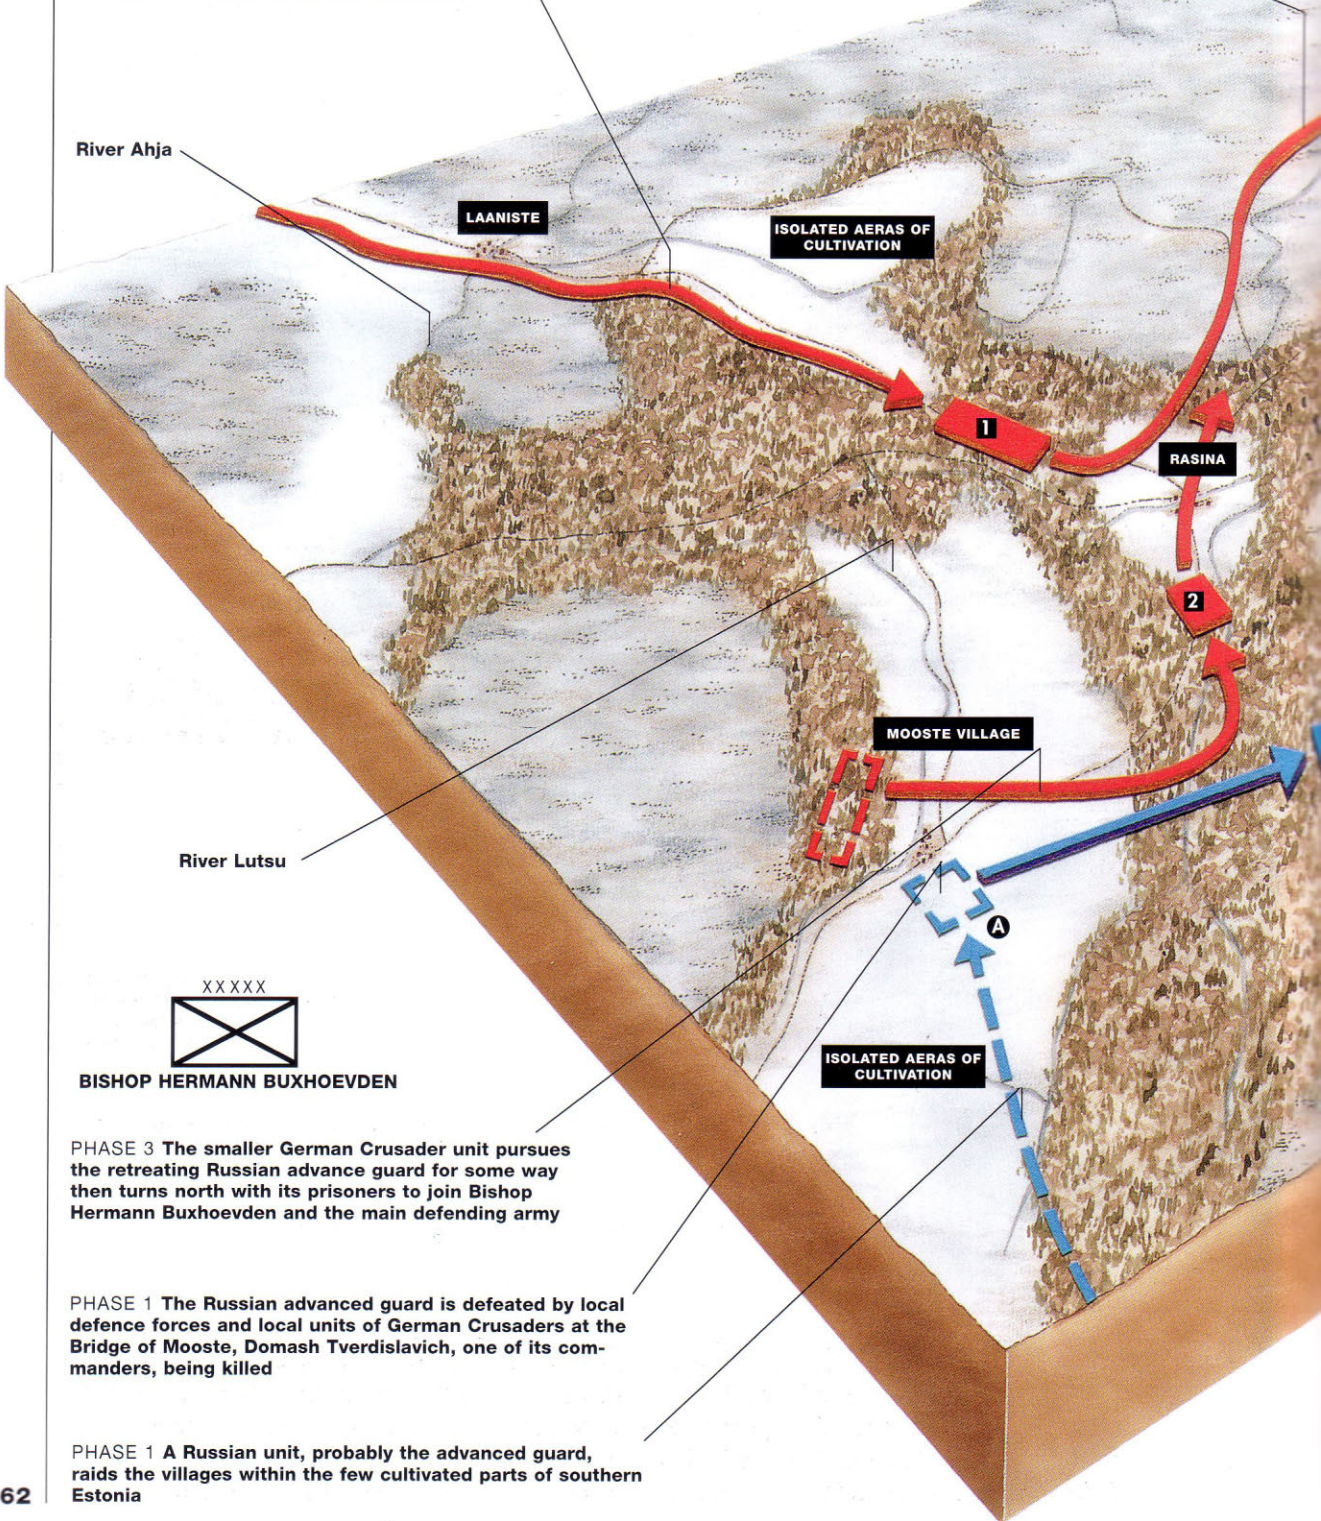 River Ahja
LAANISTE
ISOLATED AERAS OF
CULTIVATION
1
RASINA
2
MOOSTE VILLAGE
River Lutsu
A
XXXXX
BISHOP HERMANN BUXHOEVDEN
ISOLATED AERAS OF
CULTIVATION
PHASE 3 The smaller German Crusader unit pursues
the retreating Russian advance guard for some way
then turns north with its prisoners to join Bishop
Hermann Buxhoevden and the main defending army
PHASE 1 The Russian advanced guard is defeated by local
defence forces and local units of German Crusaders at the
Bridge of Mooste, Domash Tverdislavich, one of its com-
manders, being killed
PHASE 1 A Russian unit, probably the advanced guard,
raids the villages within the few cultivated parts of southern
Estonia
62